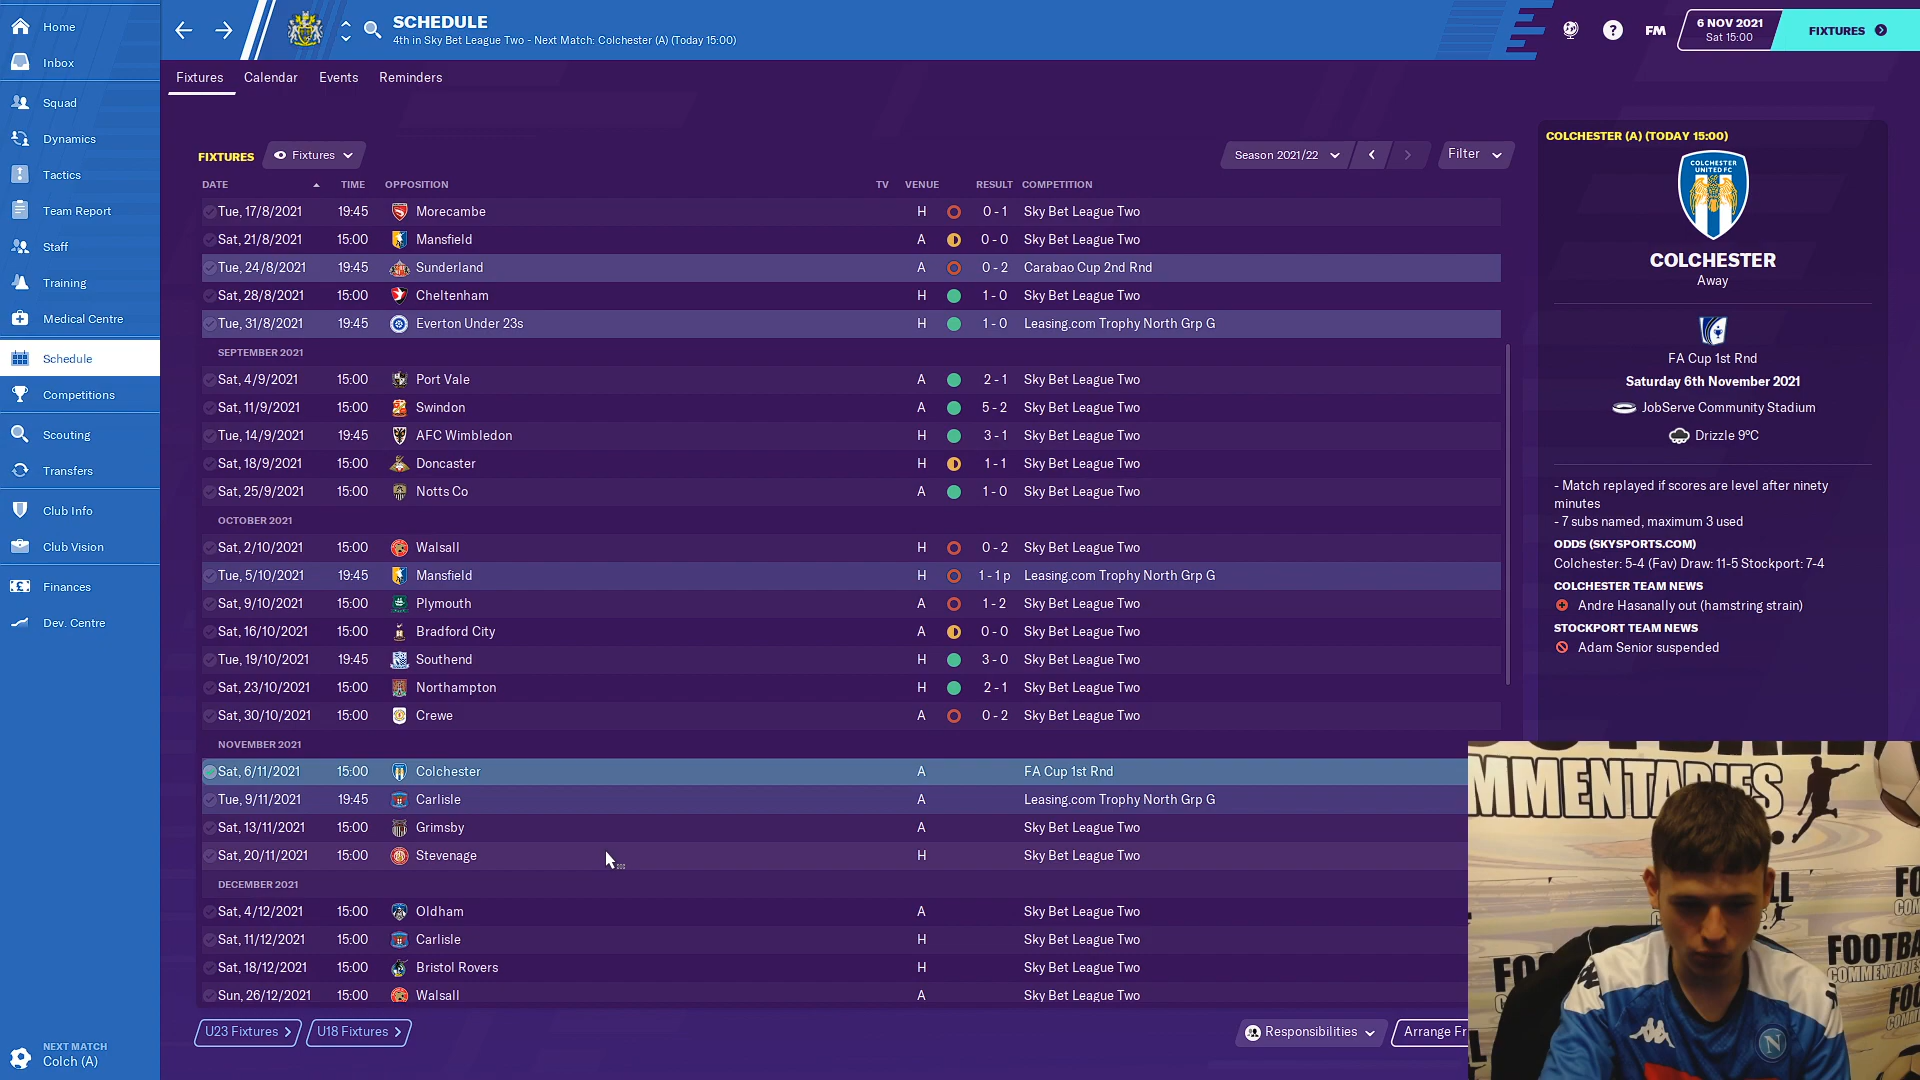 Home
Inbox
Squad
Dynamics
Tactics
Team Report
Staff
Training
Medical Centre
Schedule
Competitions
Scouting
Transfers
Club Info
Club Vision
Finances
Dev. Centre
NEXT MATCH
Colch (A)
SCHEDULE
4th in Sky Bet League Two - Next Match: Colchester (A) (Today 15:00)
FM
6 NOV 2021
Sat 15:00
FIXTURES
Fixtures Calendar Events Reminders
FIXTURES Fixtures Season 2021/22 Filter
DATE TIME OPPOSITION TV VENUE RESULT COMPETITION
Tue, 17/8/2021 19:45 Morecambe H 0 - 1 Sky Bet League Two
Sat, 21/8/2021 15:00 Mansfield A 0 - 0 Sky Bet League Two
Tue, 24/8/2021 19:45 Sunderland A 0 - 2 Carabao Cup 2nd Rnd
Sat, 28/8/2021 15:00 Cheltenham H 1 - 0 Sky Bet League Two
Tue, 31/8/2021 19:45 Everton Under 23s H 1 - 0 Leasing.com Trophy North Grp G
SEPTEMBER 2021
Sat, 4/9/2021 15:00 Port Vale A 2 - 1 Sky Bet League Two
Sat, 11/9/2021 15:00 Swindon A 5 - 2 Sky Bet League Two
Tue, 14/9/2021 19:45 AFC Wimbledon H 3 - 1 Sky Bet League Two
Sat, 18/9/2021 15:00 Doncaster H 1 - 1 Sky Bet League Two
Sat, 25/9/2021 15:00 Notts Co A 1 - 0 Sky Bet League Two
OCTOBER 2021
Sat, 2/10/2021 15:00 Walsall H 0 - 2 Sky Bet League Two
Tue, 5/10/2021 19:45 Mansfield H 1 - 1 p Leasing.com Trophy North Grp G
Sat, 9/10/2021 15:00 Plymouth A 1 - 2 Sky Bet League Two
Sat, 16/10/2021 15:00 Bradford City A 0 - 0 Sky Bet League Two
Tue, 19/10/2021 19:45 Southend H 3 - 0 Sky Bet League Two
Sat, 23/10/2021 15:00 Northampton H 2 - 1 Sky Bet League Two
Sat, 30/10/2021 15:00 Crewe A 0 - 2 Sky Bet League Two
NOVEMBER 2021
Sat, 6/11/2021 15:00 Colchester A FA Cup 1st Rnd
Tue, 9/11/2021 19:45 Carlisle A Leasing.com Trophy North Grp G
Sat, 13/11/2021 15:00 Grimsby A Sky Bet League Two
Sat, 20/11/2021 15:00 Stevenage H Sky Bet League Two
DECEMBER 2021
Sat, 4/12/2021 15:00 Oldham A Sky Bet League Two
Sat, 11/12/2021 15:00 Carlisle H Sky Bet League Two
Sat, 18/12/2021 15:00 Bristol Rovers H Sky Bet League Two
Sun, 26/12/2021 15:00 Walsall A Sky Bet League Two
U23 Fixtures U18 Fixtures Responsibilities Arrange Fr
COLCHESTER (A) (TODAY 15:00)
COLCHESTER
UNITED FC
COLCHESTER
Away
FA Cup 1st Rnd
Saturday 6th November 2021
JobServe Community Stadium
Drizzle 9ºC
- Match replayed if scores are level after ninety
minutes
- 7 subs named, maximum 3 used
ODDS (SKYSPORTS.COM)
Colchester: 5-4 (Fav) Draw: 11-5 Stockport: 7-4
COLCHESTER TEAM NEWS
Andre Hasanally out (hamstring strain)
STOCKPORT TEAM NEWS
Adam Senior suspended
MMENTARIES
FOOTBA
COMMENTARIES